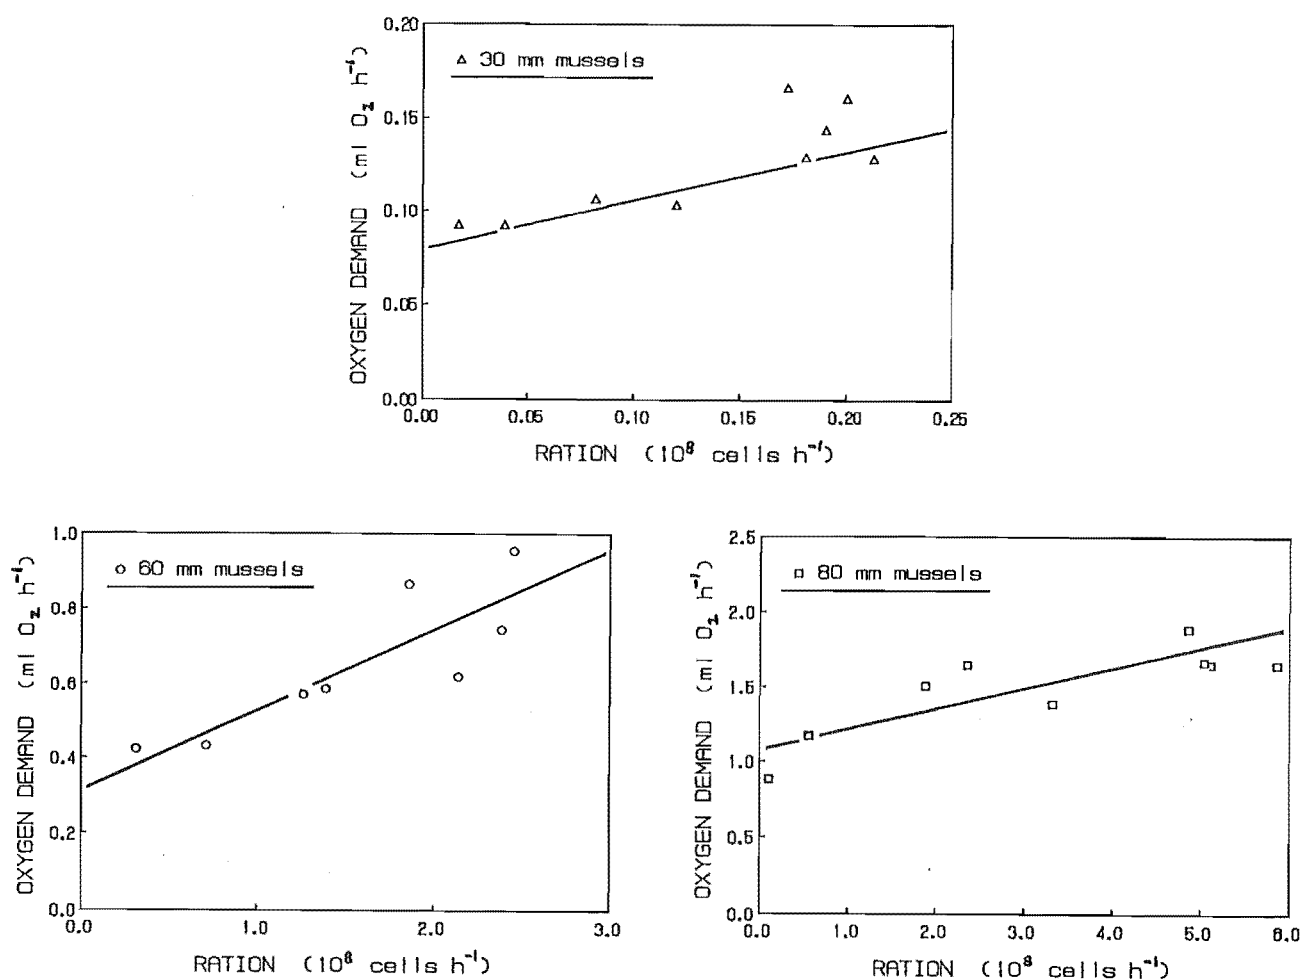 △ 30 mm mussels
OXYGEN DEMAND (ml O₂ h⁻¹)
0.20
0.15
0.10
0.05
0.00
0.00 0.05 0.10 0.15 0.20 0.25
RATION (10⁸ cells h⁻¹)
○ 60 mm mussels
OXYGEN DEMAND (ml O₂ h⁻¹)
1.0
0.8
0.6
0.4
0.2
0.0
0.0 1.0 2.0 3.0
RATION (10⁸ cells h⁻¹)
□ 80 mm mussels
OXYGEN DEMAND (ml O₂ h⁻¹)
2.5
2.0
1.5
1.0
0.5
0.0
0.0 1.0 2.0 3.0 4.0 5.0 6.0
RATION (10⁸ cells h⁻¹)